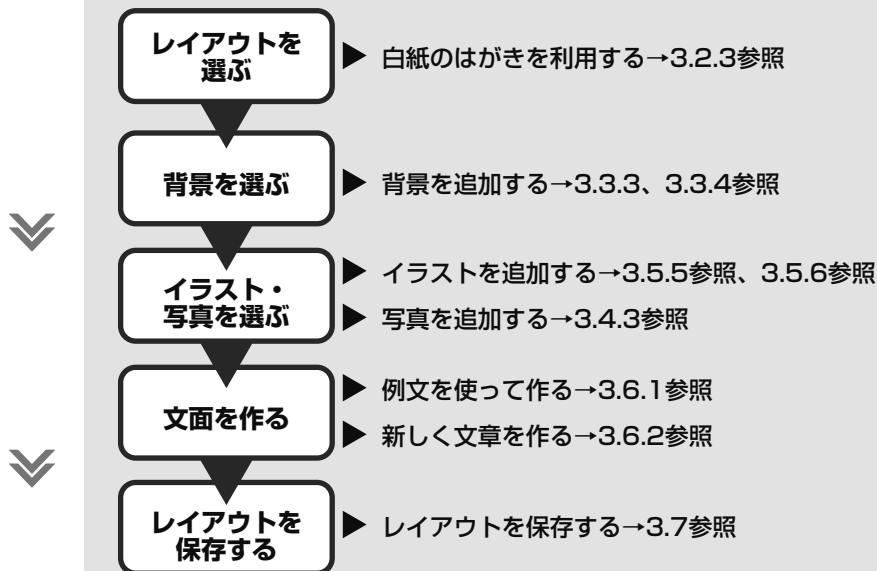 レイアウトを
選ぶ
▶ 白紙のはがきを利用する→3.2.3参照
背景を選ぶ
▶ 背景を追加する→3.3.3、3.3.4参照
イラスト・
写真を選ぶ
▶ イラストを追加する→3.5.5参照、3.5.6参照
▶ 写真を追加する→3.4.3参照
文面を作る
▶ 例文を使って作る→3.6.1参照
▶ 新しく文章を作る→3.6.2参照
レイアウトを
保存する
▶ レイアウトを保存する→3.7参照